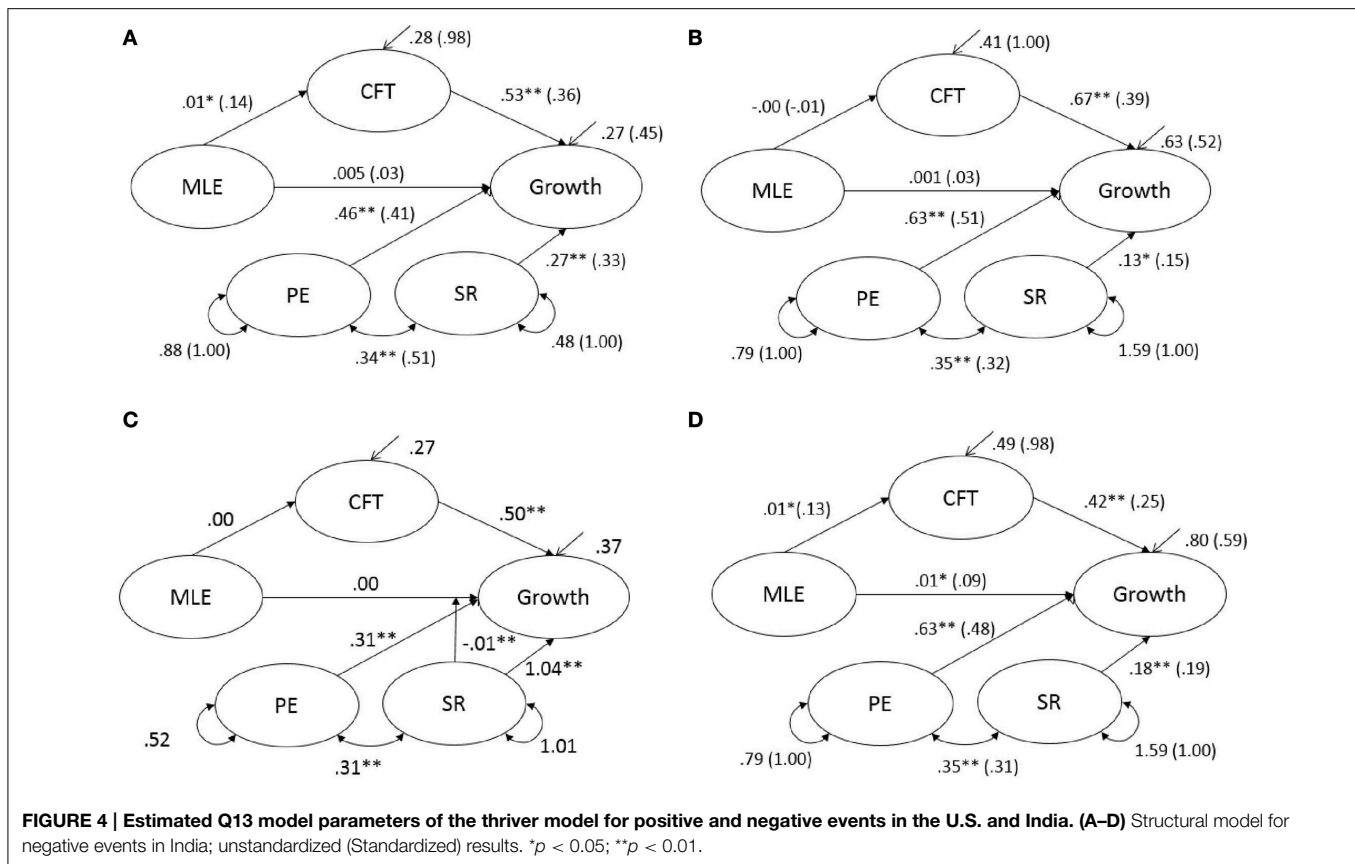 A
.28 (.98)
CFT
.01* (.14)
.53** (.36)
.27 (.45)
MLE
.005 (.03)
Growth
.46** (.41)
.27** (.33)
PE
SR
.88 (1.00)
.34** (.51)
.48 (1.00)
B
.41 (1.00)
CFT
-.00 (-.01)
.67** (.39)
.63 (.52)
MLE
.001 (.03)
Growth
.63** (.51)
.13* (.15)
PE
SR
.79 (1.00)
.35** (.32)
1.59 (1.00)
C
.27
CFT
.00
.50**
.37
MLE
.00
Growth
.31**
-.01**
1.04**
PE
SR
.52
.31**
1.01
D
.49 (.98)
CFT
.01*(.13)
.42** (.25)
.80 (.59)
MLE
.01* (.09)
Growth
.63** (.48)
.18** (.19)
PE
SR
.79 (1.00)
.35** (.31)
1.59 (1.00)
FIGURE 4 | Estimated Q13 model parameters of the thriver model for positive and negative events in the U.S. and India. (A–D) Structural model for
negative events in India; unstandardized (Standardized) results. *p < 0.05; **p < 0.01.